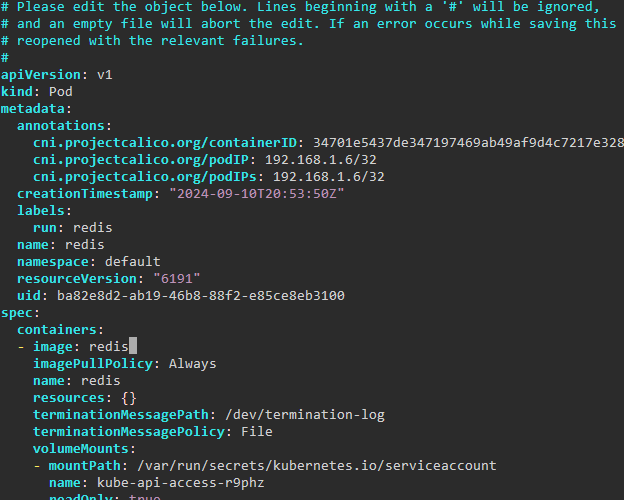 # Please edit the object below. Lines beginning with a '#' will be ignored,
# and an empty file will abort the edit. If an error occurs while saving this
# reopened with the relevant failures.
#
apiVersion: v1
kind: Pod
metadata:
  annotations:
    cni.projectcalico.org/containerID: 34701e5437de347197469ab49af9d4c7217e328
    cni.projectcalico.org/podIP: 192.168.1.6/32
    cni.projectcalico.org/podIPs: 192.168.1.6/32
  creationTimestamp: "2024-09-10T20:53:50Z"
  labels:
    run: redis
  name: redis
  namespace: default
  resourceVersion: "6191"
  uid: ba82e8d2-ab19-46b8-88f2-e85ce8eb3100
spec:
  containers:
  - image: redis
    imagePullPolicy: Always
    name: redis
    resources: {}
    terminationMessagePath: /dev/termination-log
    terminationMessagePolicy: File
    volumeMounts:
    - mountPath: /var/run/secrets/kubernetes.io/serviceaccount
      name: kube-api-access-r9phz
      readOnly: true